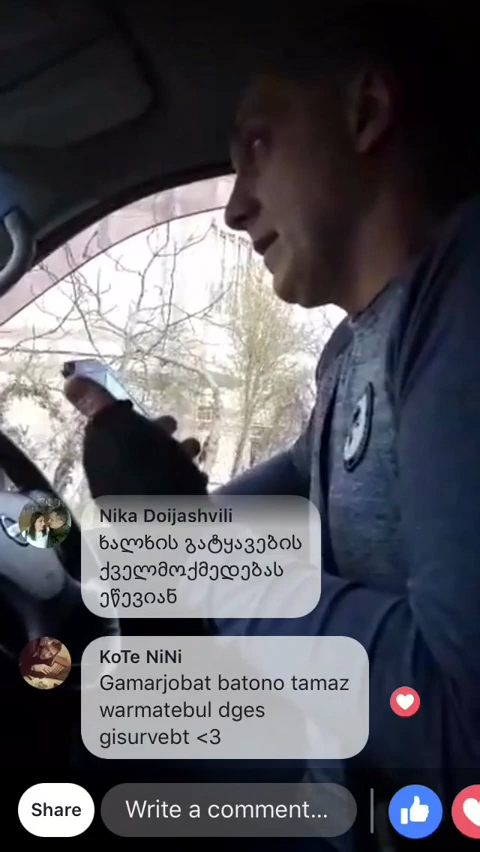 Nika Doijashvili
ხალხის გატყავების
ქველმოქმედებას
ეწევიან
KoTe NiNi
Gamarjobat batono tamaz
warmatebul dges
gisurvebt <3
Share
Write a comment...